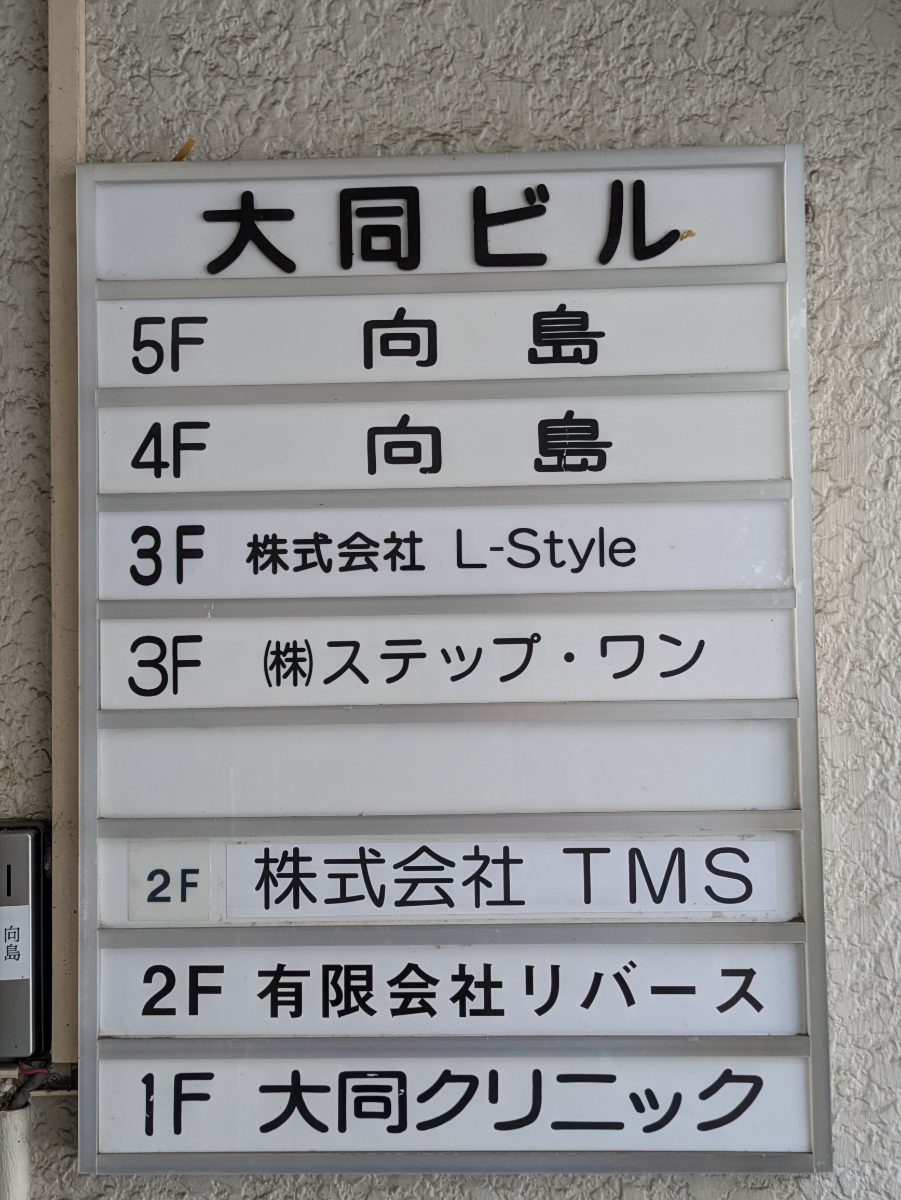 大同ビル
5F 向島
4F 向島
3F 株式会社 L-Style
3F ㈱ステップ・ワン
2F 株式会社 TMS
2F 有限会社リバース
1F 大同クリニック
向島